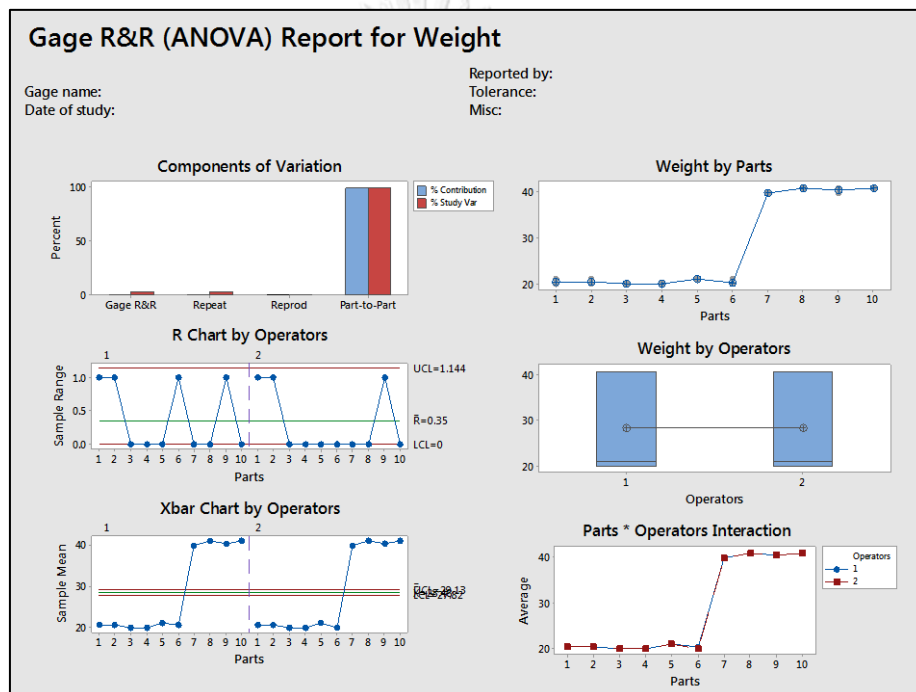 Gage R&R (ANOVA) Report for Weight
Gage name:
Date of study:
Reported by:
Tolerance:
Misc:
Components of Variation
100
50
0
Percent
Gage R&R Repeat Reprod Part-to-Part
% Contribution
% Study Var
R Chart by Operators
1 2
1.0
0.5
0.0
Sample Range
UCL=1.144
R̄=0.35
LCL=0
1 2 3 4 5 6 7 8 9 10 1 2 3 4 5 6 7 8 9 10
Parts
Xbar Chart by Operators
1 2
40
30
20
Sample Mean
1 2 3 4 5 6 7 8 9 10 1 2 3 4 5 6 7 8 9 10
Parts
Weight by Parts
40
30
20
1 2 3 4 5 6 7 8 9 10
Parts
Weight by Operators
40
30
20
1 2
Operators
Parts * Operators Interaction
40
30
20
Average
1 2 3 4 5 6 7 8 9 10
Parts
Operators
1
2